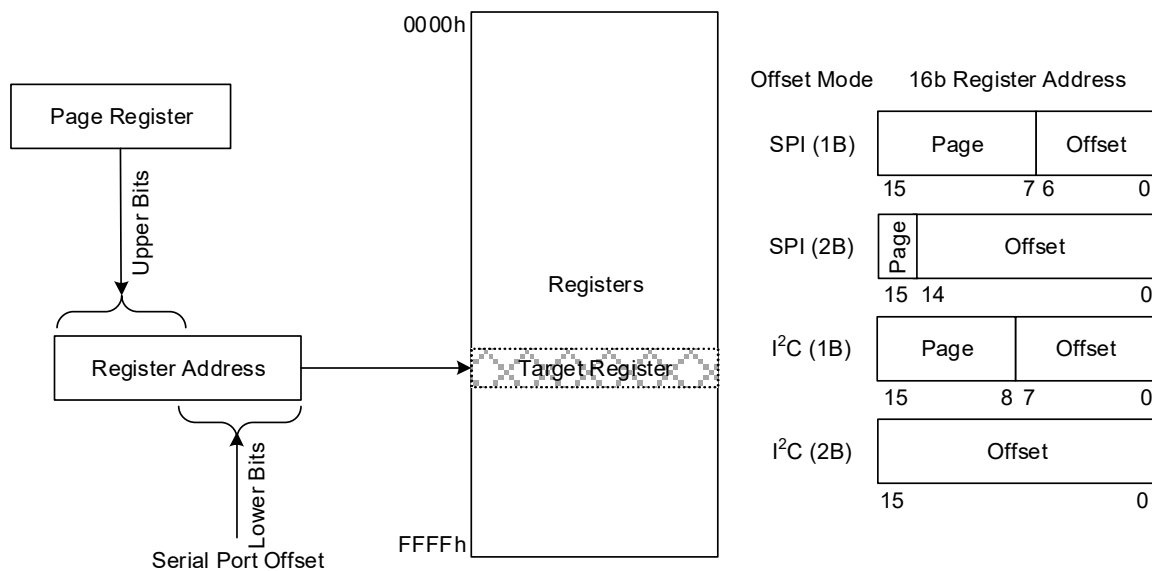 0000h
Page Register
Upper Bits
Register Address
Lower Bits
Serial Port Offset
Registers
Target Register
FFFFh
Offset Mode 16b Register Address
SPI (1B) Page Offset
15 7 6 0
SPI (2B) Page Offset
15 14 0
I²C (1B) Page Offset
15 8 7 0
I²C (2B) Offset
15 0